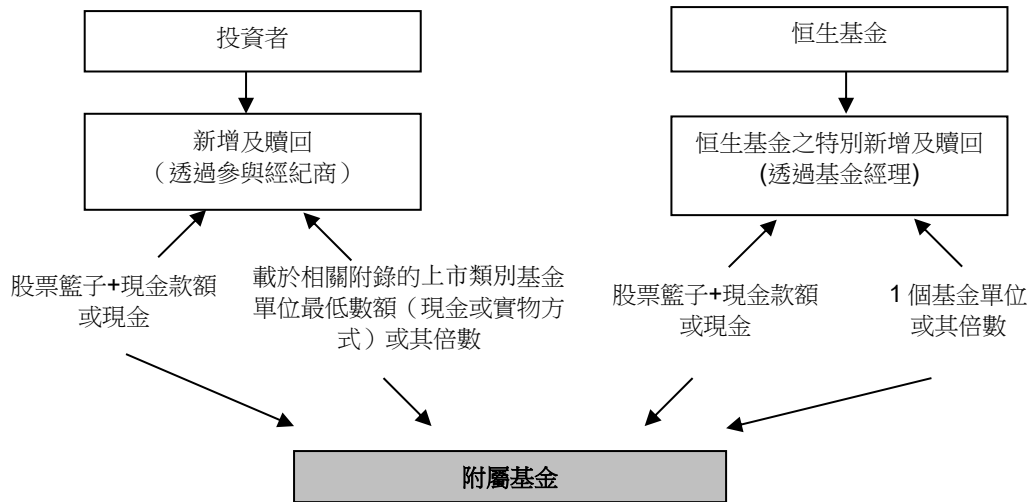 投資者
恒生基金
新增及贖回
（透過參與經紀商）
恒生基金之特別新增及贖回
(透過基金經理)
股票籃子+現金款額
或現金
載於相關附錄的上市類別基金
單位最低數額（現金或實物方
式）或其倍數
股票籃子+現金款額
或現金
1 個基金單位
或其倍數
附屬基金